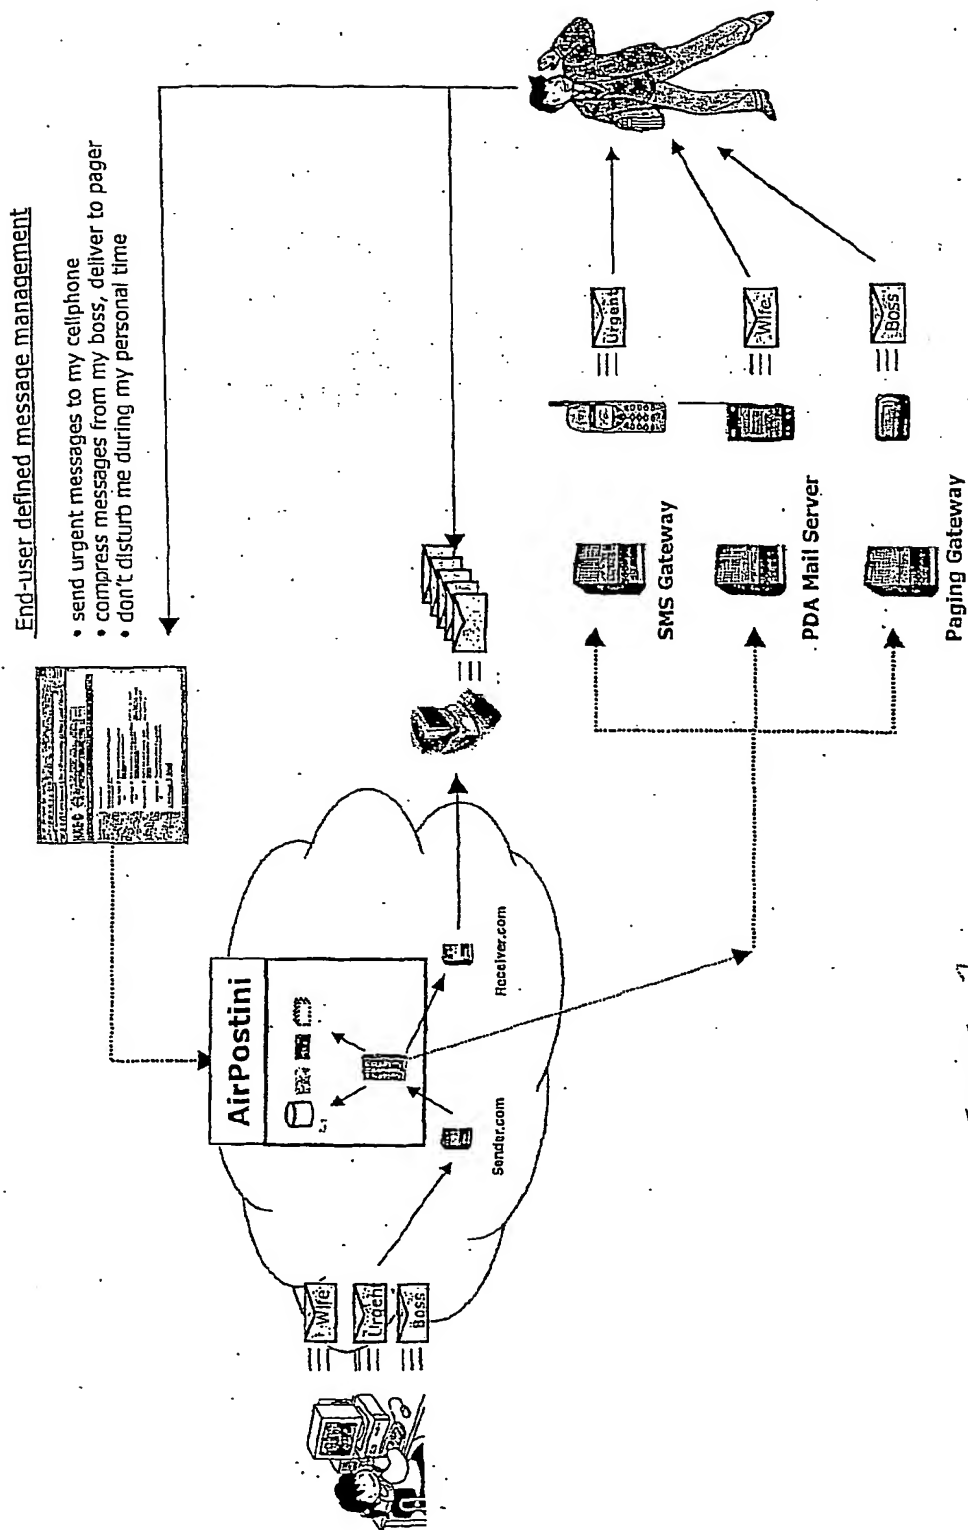 End-user defined message management
• send urgent messages to my cellphone
• compress messages from my boss, deliver to pager
• don't disturb me during my personal time
AirPostini
Wife
Urgent
Boss
Sender.com
Receiver.com
SMS Gateway
Urgent
PDA Mail Server
Wife
Paging Gateway
Boss